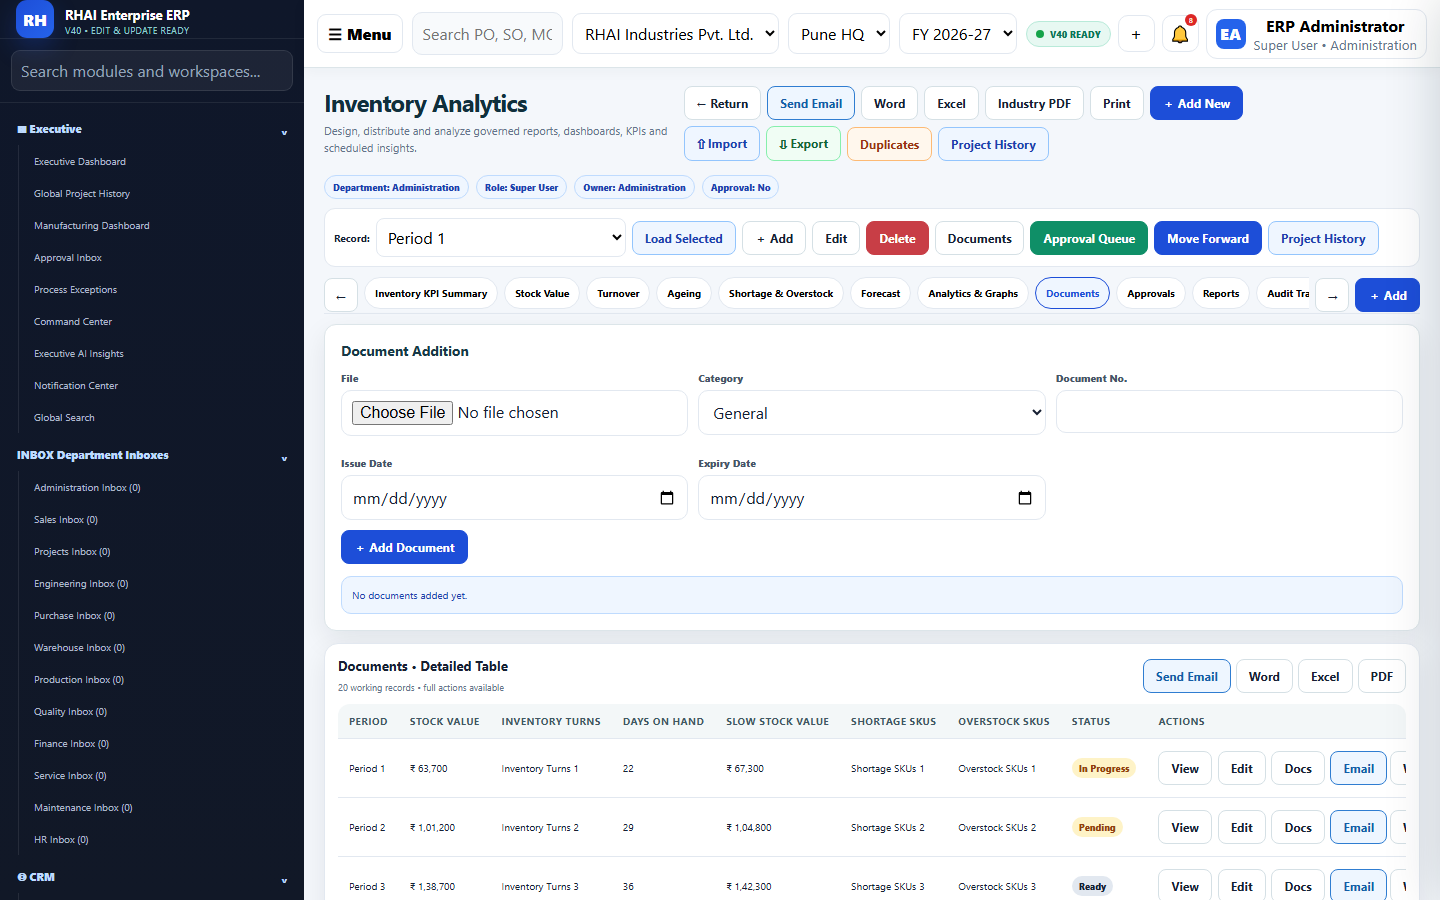 RH
RHAI Enterprise ERP
V40 • EDIT & UPDATE READY
Search modules and workspaces...
Executive
Executive Dashboard
Global Project History
Manufacturing Dashboard
Approval Inbox
Process Exceptions
Command Center
Executive AI Insights
Notification Center
Global Search
INBOX Department Inboxes
Administration Inbox (0)
Sales Inbox (0)
Projects Inbox (0)
Engineering Inbox (0)
Purchase Inbox (0)
Warehouse Inbox (0)
Production Inbox (0)
Quality Inbox (0)
Finance Inbox (0)
Service Inbox (0)
Maintenance Inbox (0)
HR Inbox (0)
CRM
☰ Menu
Search PO, SO, MO
RHAI Industries Pvt. Ltd.
Pune HQ
FY 2026-27
V40 READY
+
8
EA
ERP Administrator
Super User • Administration
Inventory Analytics
Design, distribute and analyze governed reports, dashboards, KPIs and
scheduled insights.
← Return
Send Email
Word
Excel
Industry PDF
Print
+ Add New
⇧ Import
⇩ Export
Duplicates
Project History
Department: Administration
Role: Super User
Owner: Administration
Approval: No
Record:
Period 1
Load Selected
+ Add
Edit
Delete
Documents
Approval Queue
Move Forward
Project History
←
Inventory KPI Summary
Stock Value
Turnover
Ageing
Shortage & Overstock
Forecast
Analytics & Graphs
Documents
Approvals
Reports
Audit Tra
→
+ Add
Document Addition
File
Category
Document No.
Choose File No file chosen
General
Issue Date
Expiry Date
mm/dd/yyyy
mm/dd/yyyy
+ Add Document
No documents added yet.
Documents • Detailed Table
20 working records • full actions available
Send Email
Word
Excel
PDF
PERIOD STOCK VALUE INVENTORY TURNS DAYS ON HAND SLOW STOCK VALUE SHORTAGE SKUS OVERSTOCK SKUS STATUS ACTIONS
Period 1 ₹ 63,700 Inventory Turns 1 22 ₹ 67,300 Shortage SKUs 1 Overstock SKUs 1 In Progress View Edit Docs Email
Period 2 ₹ 1,01,200 Inventory Turns 2 29 ₹ 1,04,800 Shortage SKUs 2 Overstock SKUs 2 Pending View Edit Docs Email
Period 3 ₹ 1,38,700 Inventory Turns 3 36 ₹ 1,42,300 Shortage SKUs 3 Overstock SKUs 3 Ready View Edit Docs Email